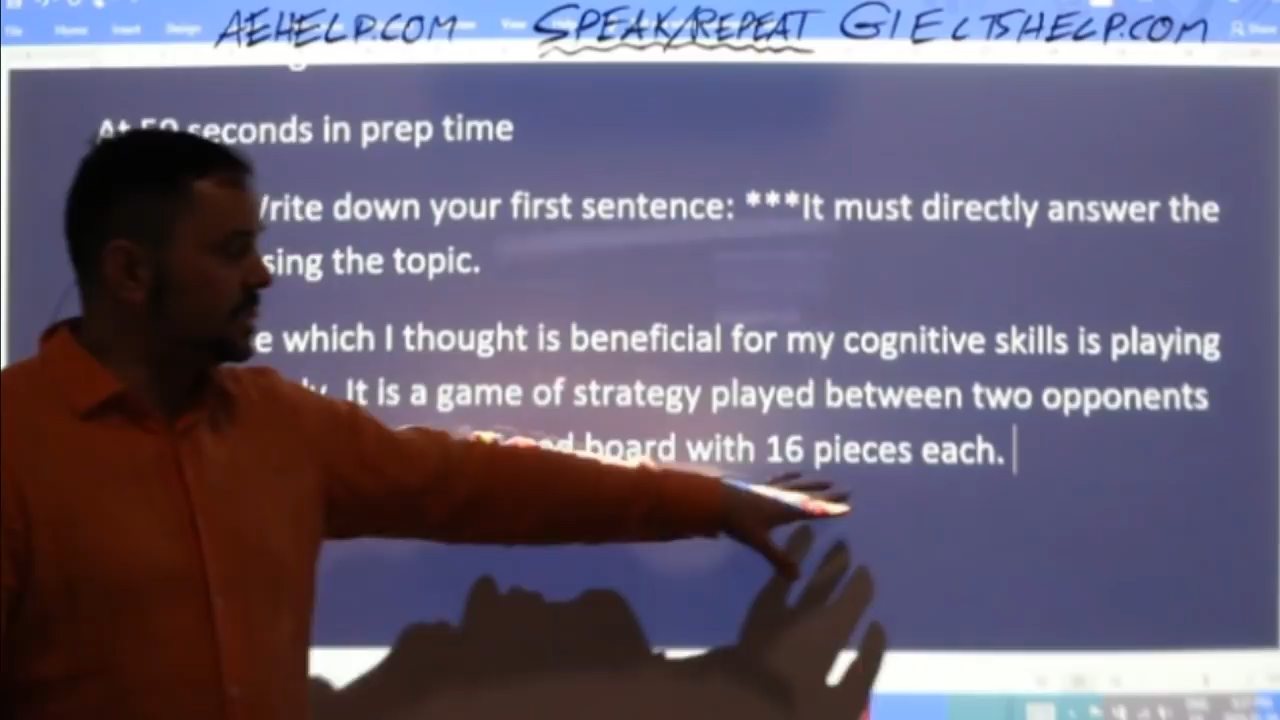 AEHELP.COM SPEAK/REPEAT GIELTSHELP.COM
At 50 seconds in prep time
Write down your first sentence: ***It must directly answer the
the topic.
which I thought is beneficial for my cognitive skills is playing
It is a game of strategy played between two opponents
board with 16 pieces each.